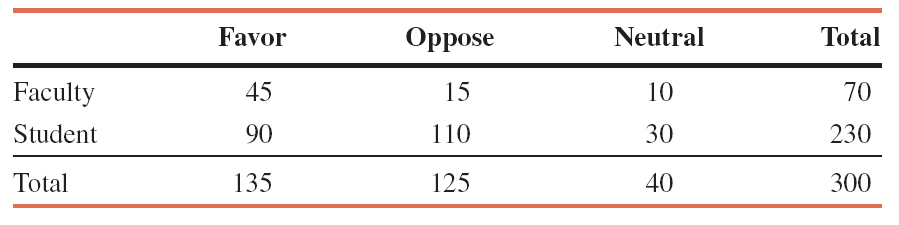 Favor Oppose Neutral Total
Faculty 45 15 10 70
Student 90 110 30 230
Total 135 125 40 300